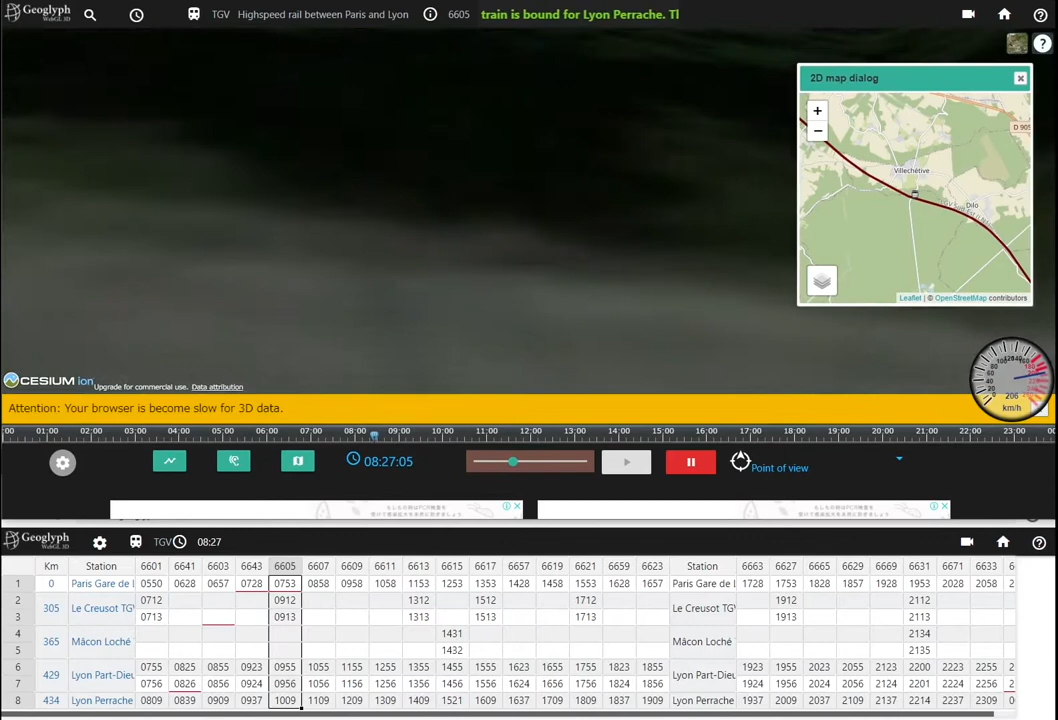 Geoglyph
WebGL 3D
TGV Highspeed rail between Paris and Lyon 6605 train is bound for Lyon Perrache. Tl
?
2D map dialog
+
−
D 905
Villechétive
Dilo
Leaflet | © OpenStreetMap contributors
CESIUM ion Upgrade for commercial use. Data attribution
206
km/h
Attention: Your browser is become slow for 3D data.
:00 01:00 02:00 03:00 04:00 05:00 06:00 07:00 08:00 09:00 10:00 11:00 12:00 13:00 14:00 15:00 16:00 17:00 18:00 19:00 20:00 21:00 22:00 23:00 00
08:27:05 Point of view
Geoglyph
WebGL 3D
TGV 08:27
Km Station 6601 6641 6603 6643 6605 6607 6609 6611 6613 6615 6617 6657 6619 6621 6659 6623 Station 6663 6627 6665 6629 6669 6631 6671 6633 6
1 0 Paris Gare de L 0550 0628 0657 0728 0753 0858 0958 1058 1153 1253 1353 1428 1458 1553 1628 1657 Paris Gare de L 1728 1753 1828 1857 1928 1953 2028 2058 2
2 305 Le Creusot TGV 0712 0912 1312 1512 1712 Le Creusot TGV 1912 2112
3 0713 0913 1313 1513 1713 1913 2113
4 365 Mâcon Loché 1431 Mâcon Loché 2134
5 1432 2135
6 429 Lyon Part-Dieu 0755 0825 0855 0923 0955 1055 1155 1255 1355 1455 1555 1623 1655 1755 1823 1855 Lyon Part-Dieu 1923 1955 2023 2055 2123 2200 2223 2255 2
7 0756 0826 0856 0924 0956 1056 1156 1256 1356 1456 1556 1624 1656 1756 1824 1856 1924 1956 2024 2056 2124 2201 2224 2256 2
8 434 Lyon Perrache 0809 0839 0909 0937 1009 1109 1209 1309 1409 1521 1609 1637 1709 1809 1837 1909 Lyon Perrache 1937 2009 2037 2109 2137 2214 2237 2309 0